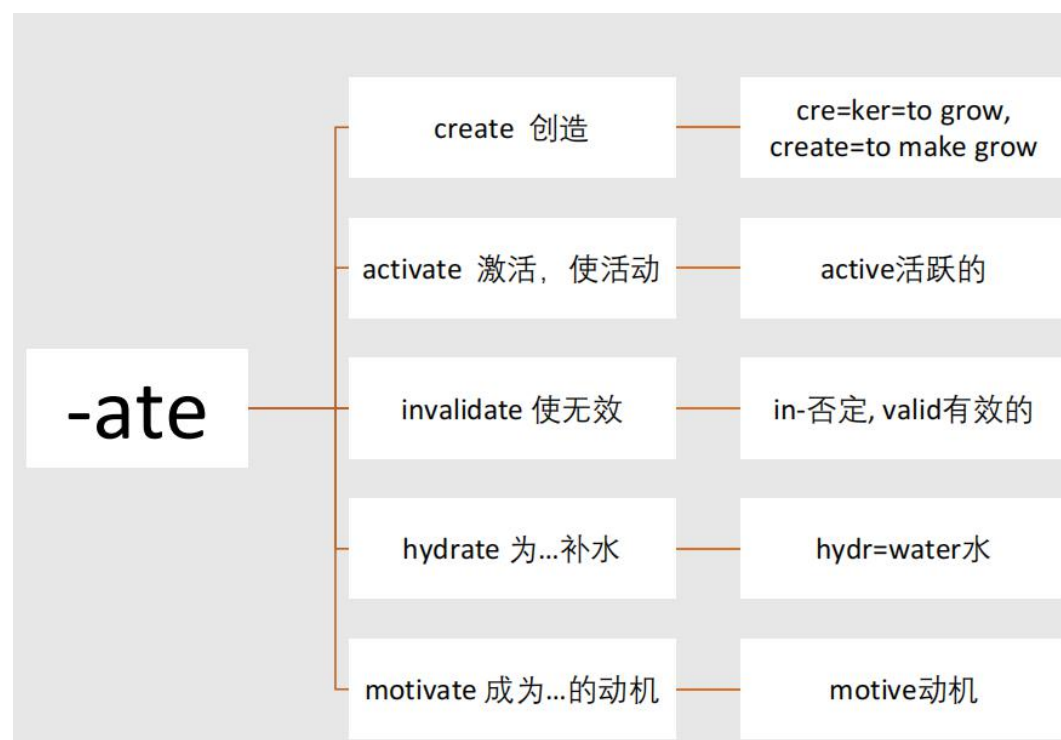 -ate
create 创造
cre=ker=to grow,
create=to make grow
activate 激活，使活动
active活跃的
invalidate 使无效
in-否定, valid有效的
hydrate 为...补水
hydr=water水
motivate 成为...的动机
motive动机